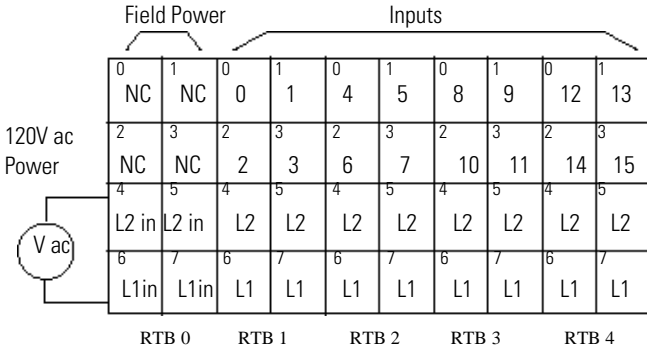 Field Power Inputs
0 1 0 1 0 1 0 1 0 1
NC NC 0 1 4 5 8 9 12 13
120V ac
Power
2 3 2 3 2 3 2 3 2 3
NC NC 2 3 6 7 10 11 14 15
4 5 4 5 4 5 4 5 4 5
L2 in L2 in L2 L2 L2 L2 L2 L2 L2 L2
V ac
6 7 6 7 6 7 6 7 6 7
L1in L1in L1 L1 L1 L1 L1 L1 L1 L1
RTB 0 RTB 1 RTB 2 RTB 3 RTB 4